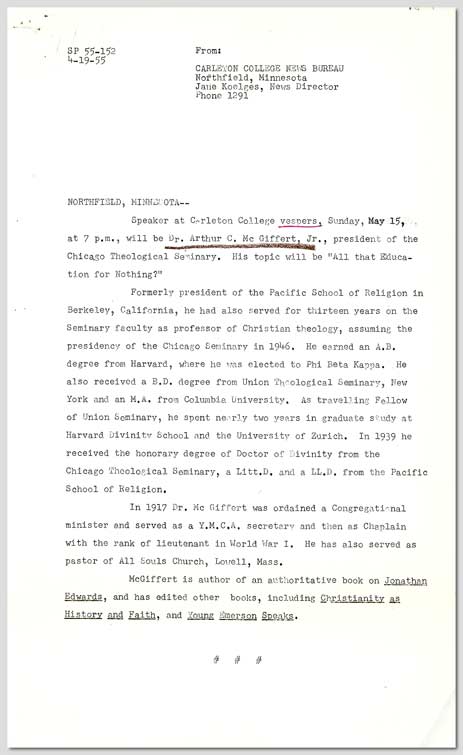 SP 55-152
4-19-55
From:
CARLETON COLLEGE NEWS BUREAU
Northfield, Minnesota
Jane Koelges, News Director
Phone 1291
NORTHFIELD, MINNESOTA--
Speaker at Carleton College vespers, Sunday, May 15,
at 7 p.m., will be Dr. Arthur C. Mc Giffert, Jr., president of the
Chicago Theological Seminary. His topic will be "All that Educa-
tion for Nothing?"
Formerly president of the Pacific School of Religion in
Berkeley, California, he had also served for thirteen years on the
Seminary faculty as professor of Christian theology, assuming the
presidency of the Chicago Seminary in 1946. He earned an A.B.
degree from Harvard, where he was elected to Phi Beta Kappa. He
also received a B.D. degree from Union Theological Seminary, New
York and an M.A. from Columbia University. As travelling Fellow
of Union Seminary, he spent nearly two years in graduate study at
Harvard Divinity School and the University of Zurich. In 1939 he
received the honorary degree of Doctor of Divinity from the
Chicago Theological Seminary, a Litt.D. and a LL.D. from the Pacific
School of Religion.
In 1917 Dr. Mc Giffert was ordained a Congregational
minister and served as a Y.M.C.A. secretary and then as Chaplain
with the rank of lieutenant in World War I. He has also served as
pastor of All Souls Church, Lowell, Mass.
McGiffert is author of an authoritative book on Jonathan
Edwards, and has edited other books, including Christianity as
History and Faith, and Young Emerson Speaks.
# # #